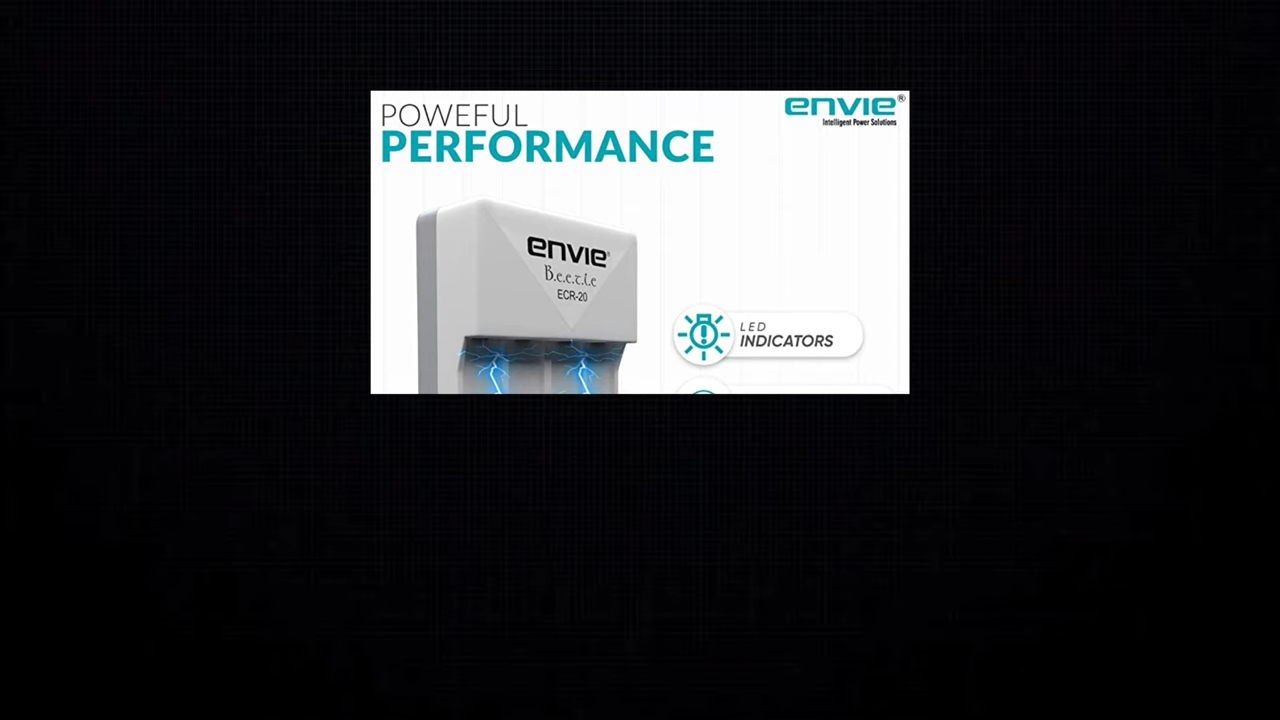 POWEFUL
PERFORMANCE
envie®
Intelligent Power Solutions
envie®
B.e.e.t.l.e
ECR-20
LED
INDICATORS